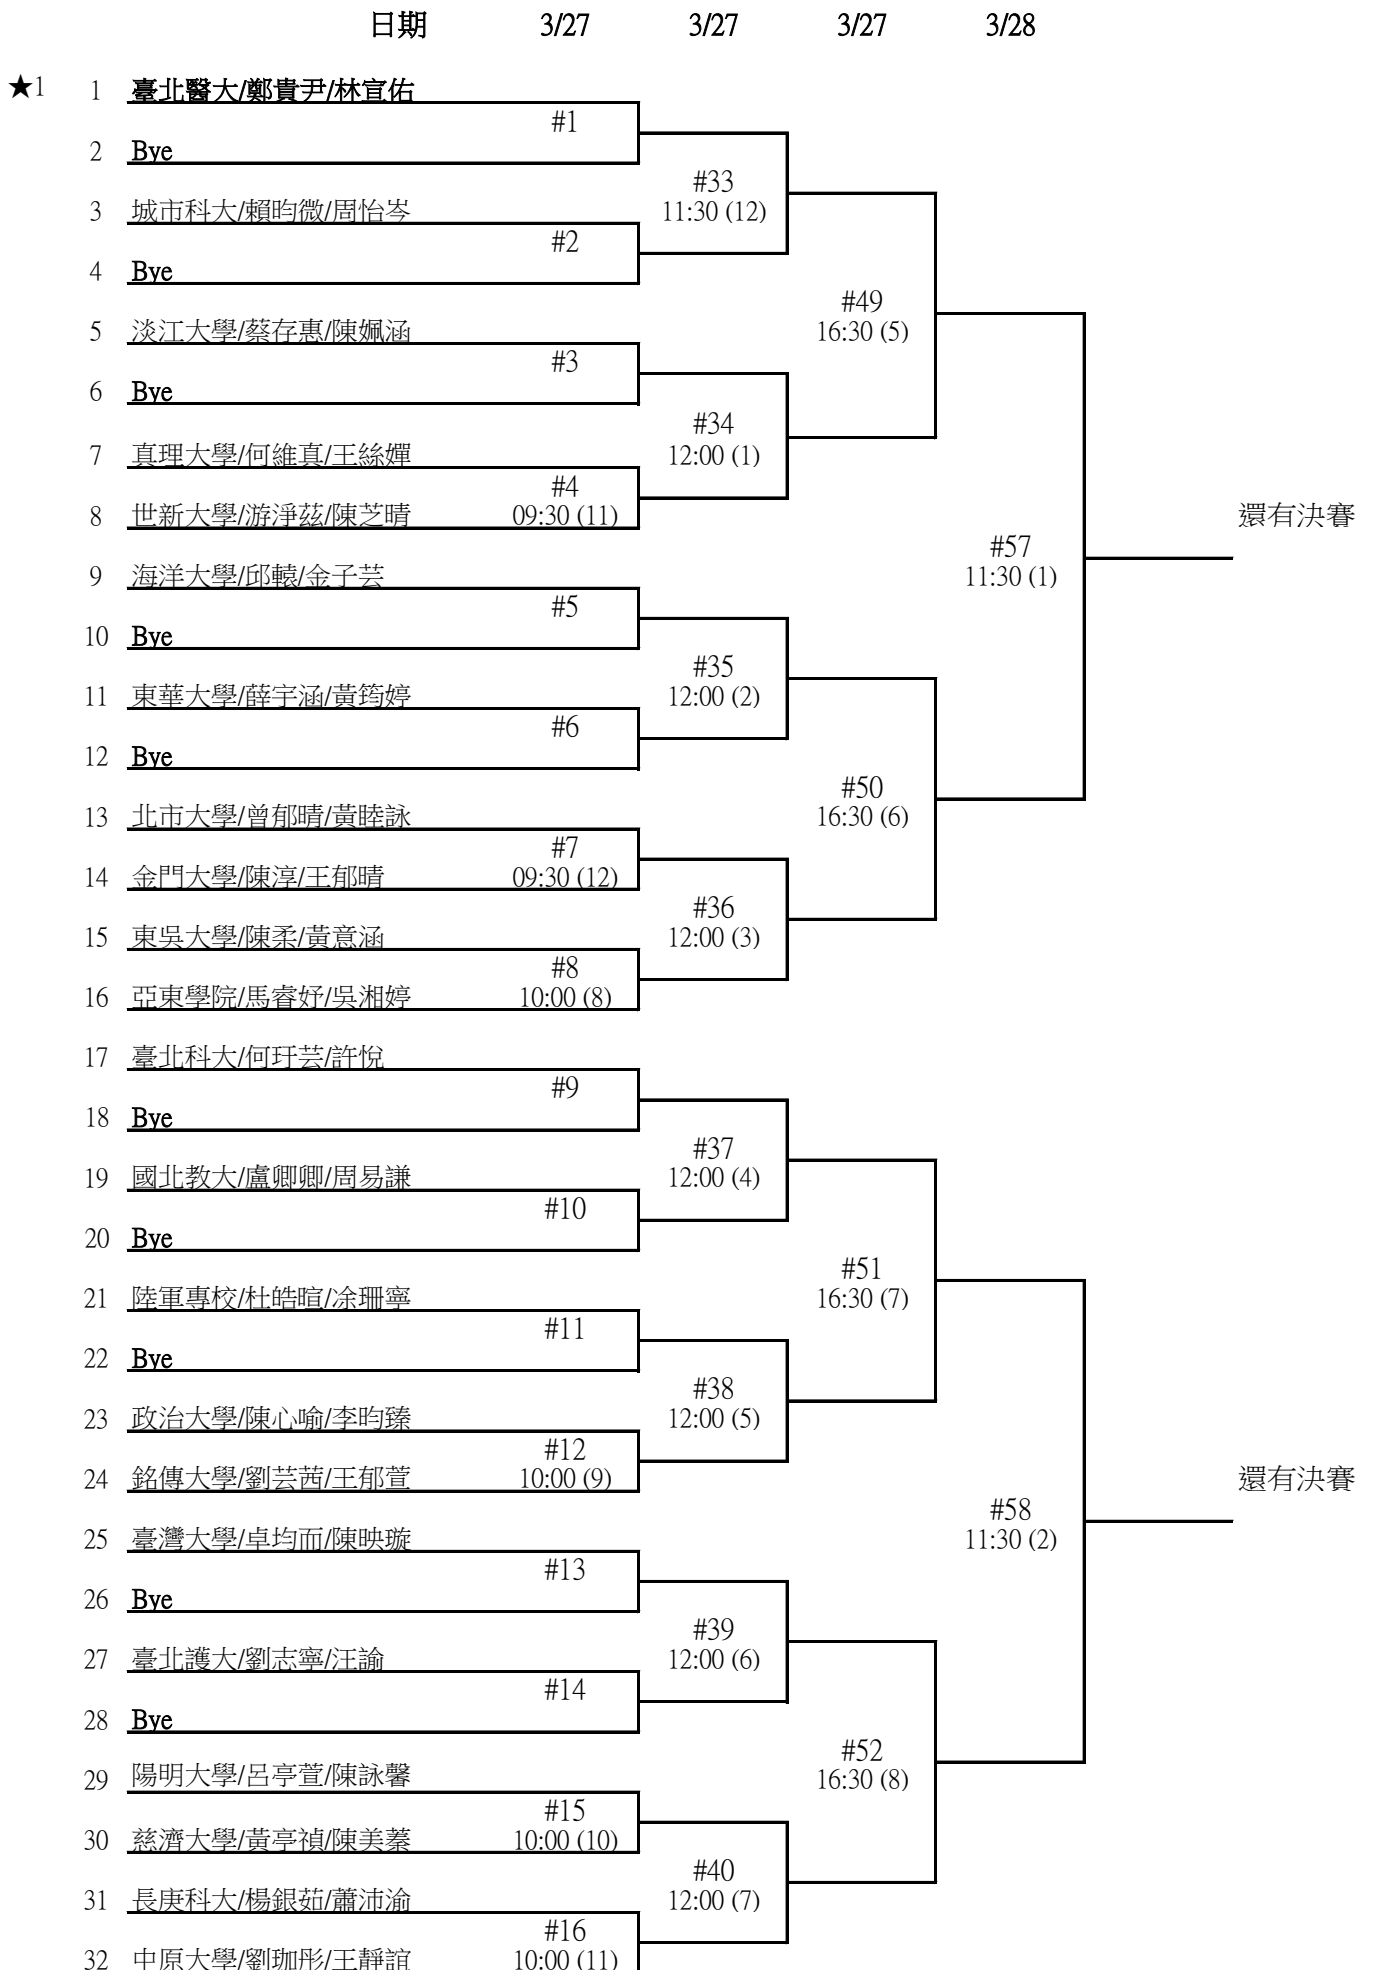 日期 3/27 3/27 3/27 3/28
★1 1 臺北醫大/鄭貴尹/林宣佑
#1
2 Bye
#33
11:30 (12)
3 城市科大/賴昀微/周怡岑
#2
4 Bye
#49
16:30 (5)
5 淡江大學/蔡存惠/陳姵涵
#3
6 Bye
#34
12:00 (1)
7 真理大學/何維真/王絲嬋
#4
8 世新大學/游淨茲/陳芝晴 09:30 (11)
還有決賽
#57
11:30 (1)
9 海洋大學/邱轅/金子芸
#5
10 Bye
#35
12:00 (2)
11 東華大學/薛宇涵/黃筠婷
#6
12 Bye
#50
16:30 (6)
13 北市大學/曾郁晴/黃睦詠
#7
14 金門大學/陳淳/王郁晴 09:30 (12)
#36
12:00 (3)
15 東吳大學/陳柔/黃意涵
#8
16 亞東學院/馬睿妤/吳湘婷 10:00 (8)
17 臺北科大/何玗芸/許悅
#9
18 Bye
#37
12:00 (4)
19 國北教大/盧卿卿/周易謙
#10
20 Bye
#51
16:30 (7)
21 陸軍專校/杜皓暄/凃珊寧
#11
22 Bye
#38
12:00 (5)
23 政治大學/陳心喻/李昀臻
#12
24 銘傳大學/劉芸茜/王郁萱 10:00 (9)
還有決賽
#58
11:30 (2)
25 臺灣大學/卓均而/陳映璇
#13
26 Bye
#39
12:00 (6)
27 臺北護大/劉志寧/汪諭
#14
28 Bye
#52
16:30 (8)
29 陽明大學/呂亭萱/陳詠馨
#15
30 慈濟大學/黃亭禎/陳美蓁 10:00 (10)
#40
12:00 (7)
31 長庚科大/楊銀茹/蕭沛渝
#16
32 中原大學/劉珈彤/王靜誼 10:00 (11)